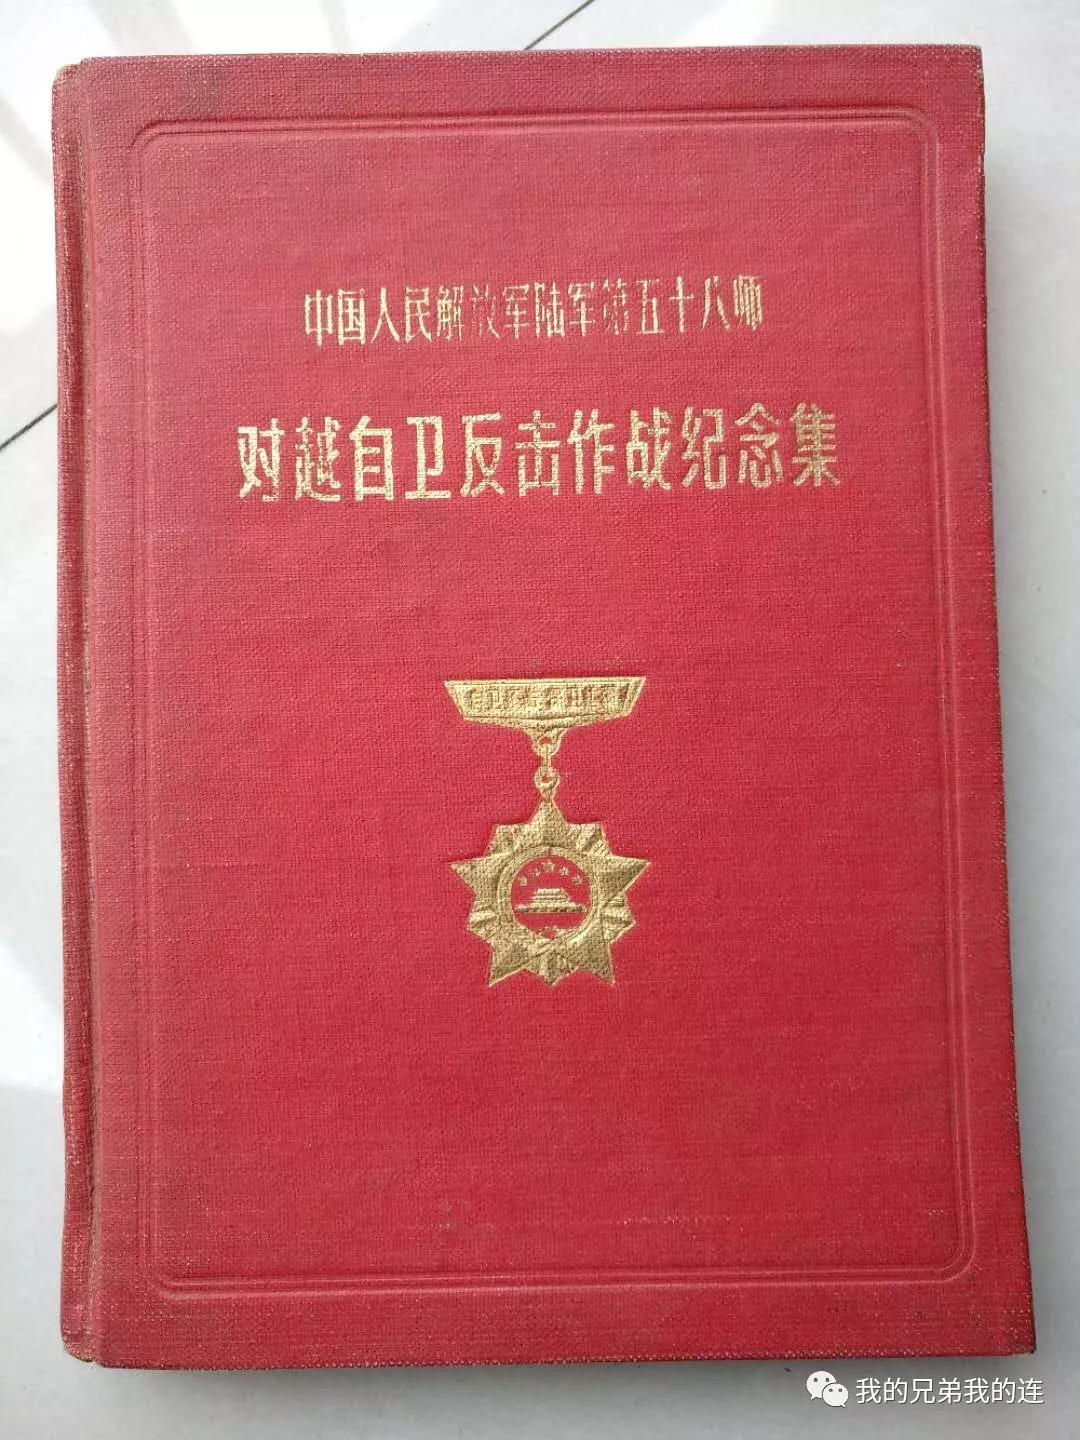 中国人民解放军陆军第五十八师
对越自卫反击作战纪念集
我的兄弟我的连